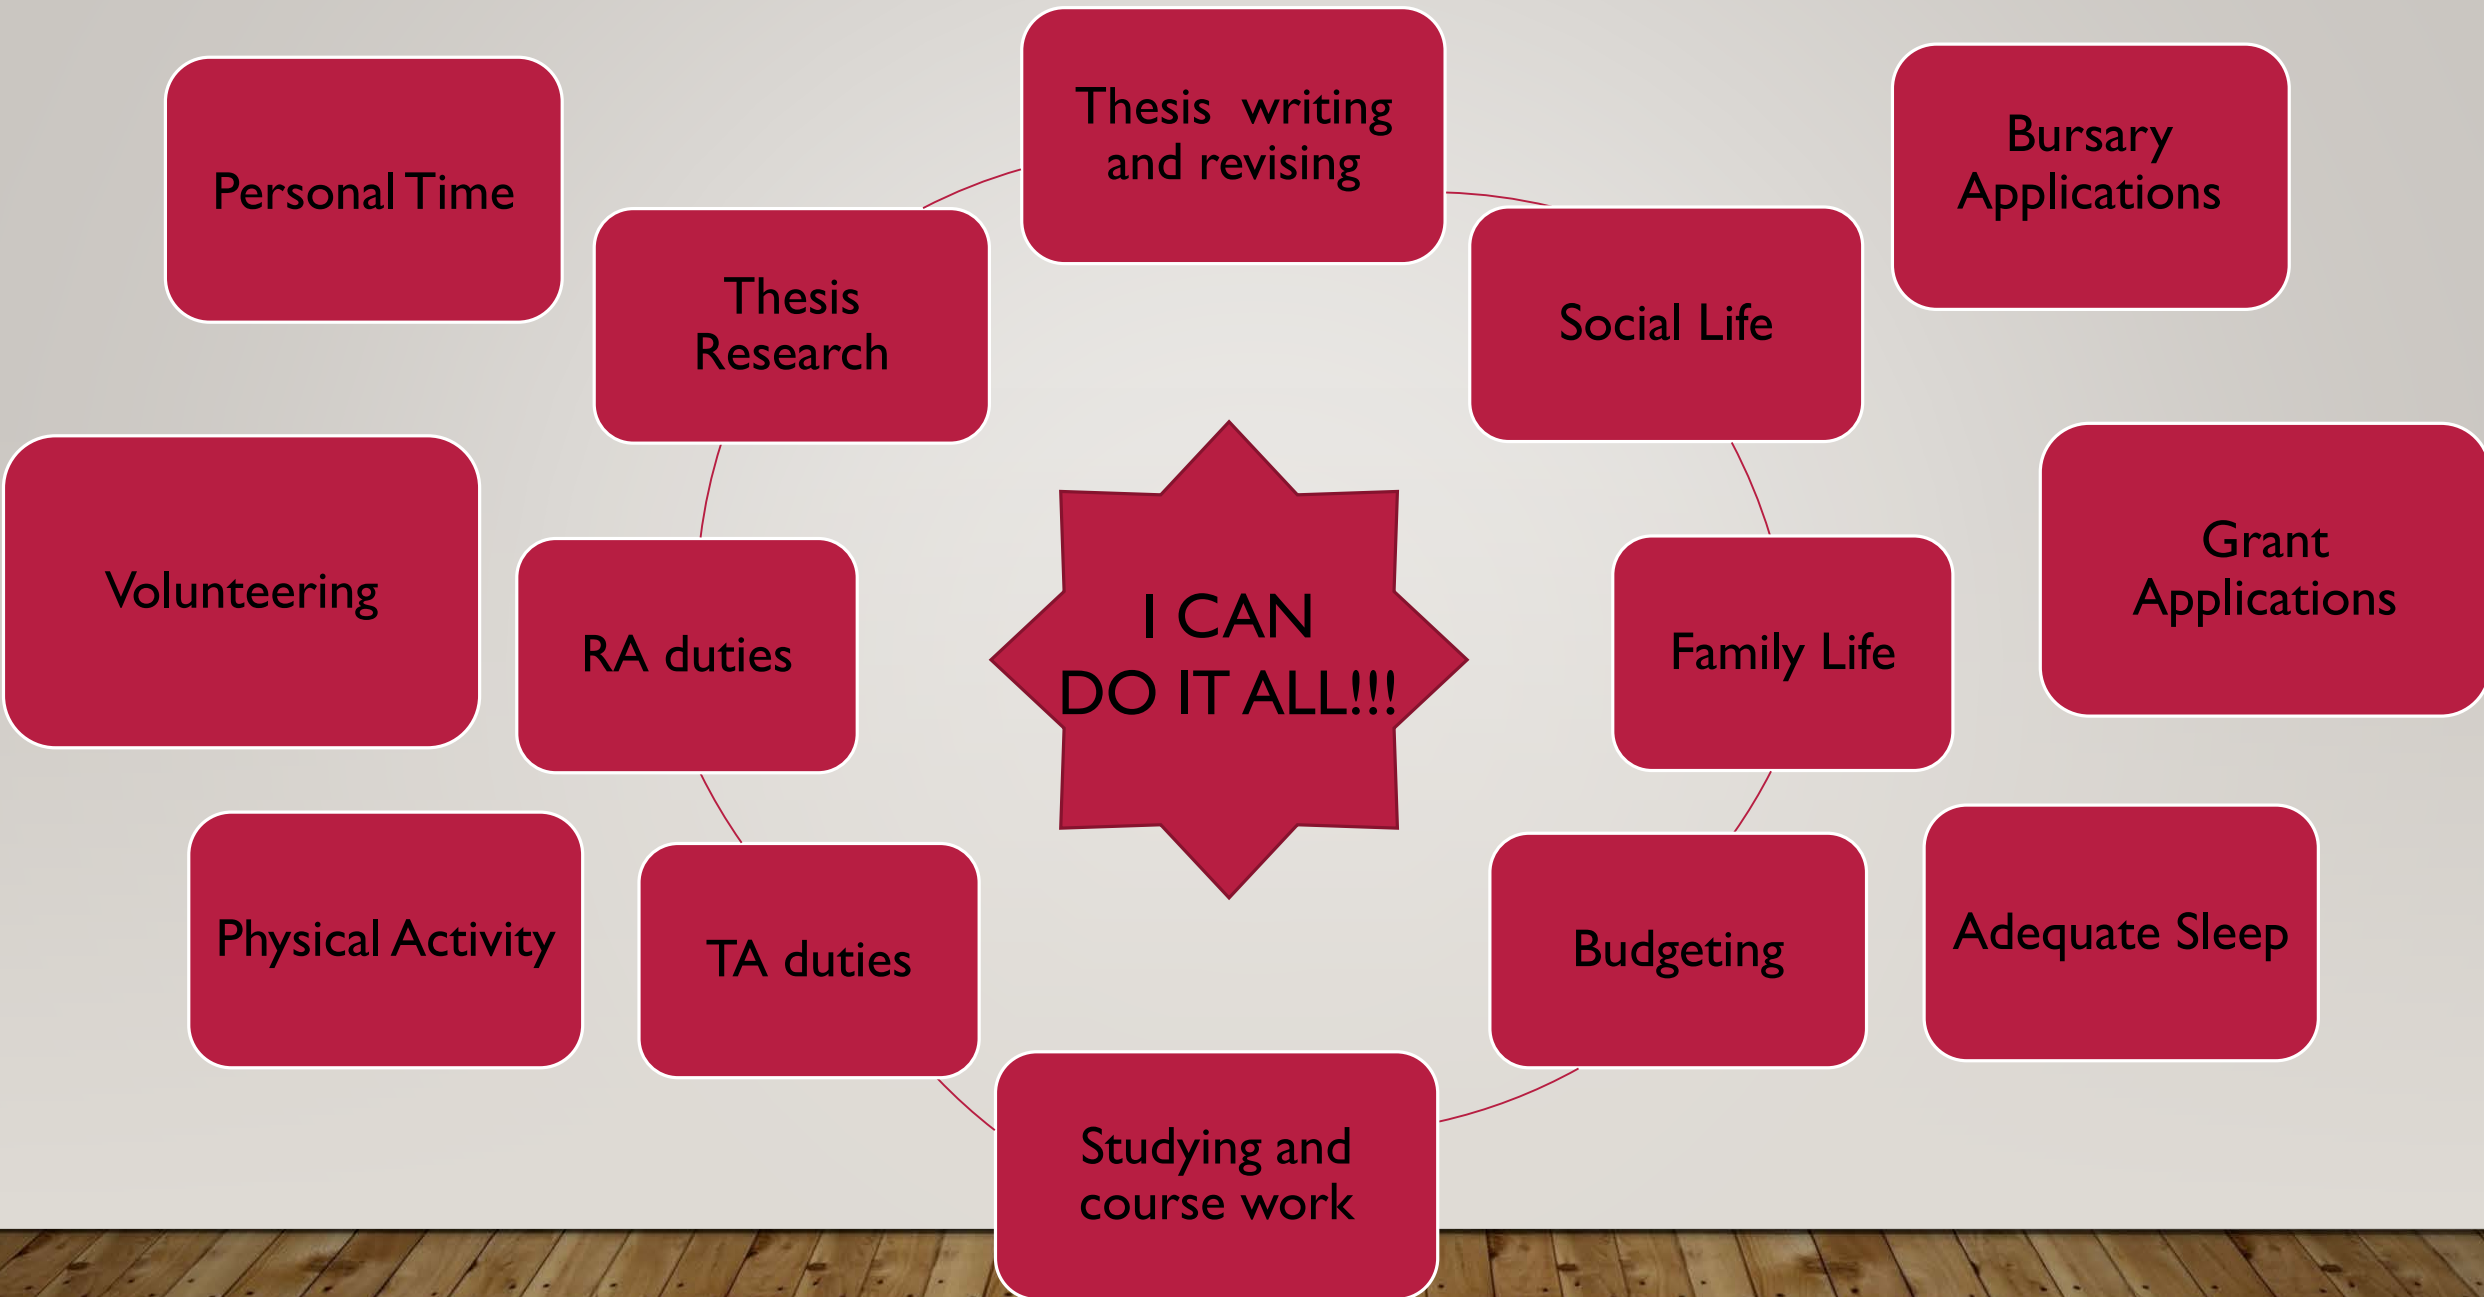 Thesis writing
and revising
Personal Time
Bursary
Applications
Thesis
Research
Social Life
Volunteering
Grant
Applications
RA duties
I CAN
DO IT ALL!!!
Family Life
Physical Activity
TA duties
Budgeting
Adequate Sleep
Studying and
course work